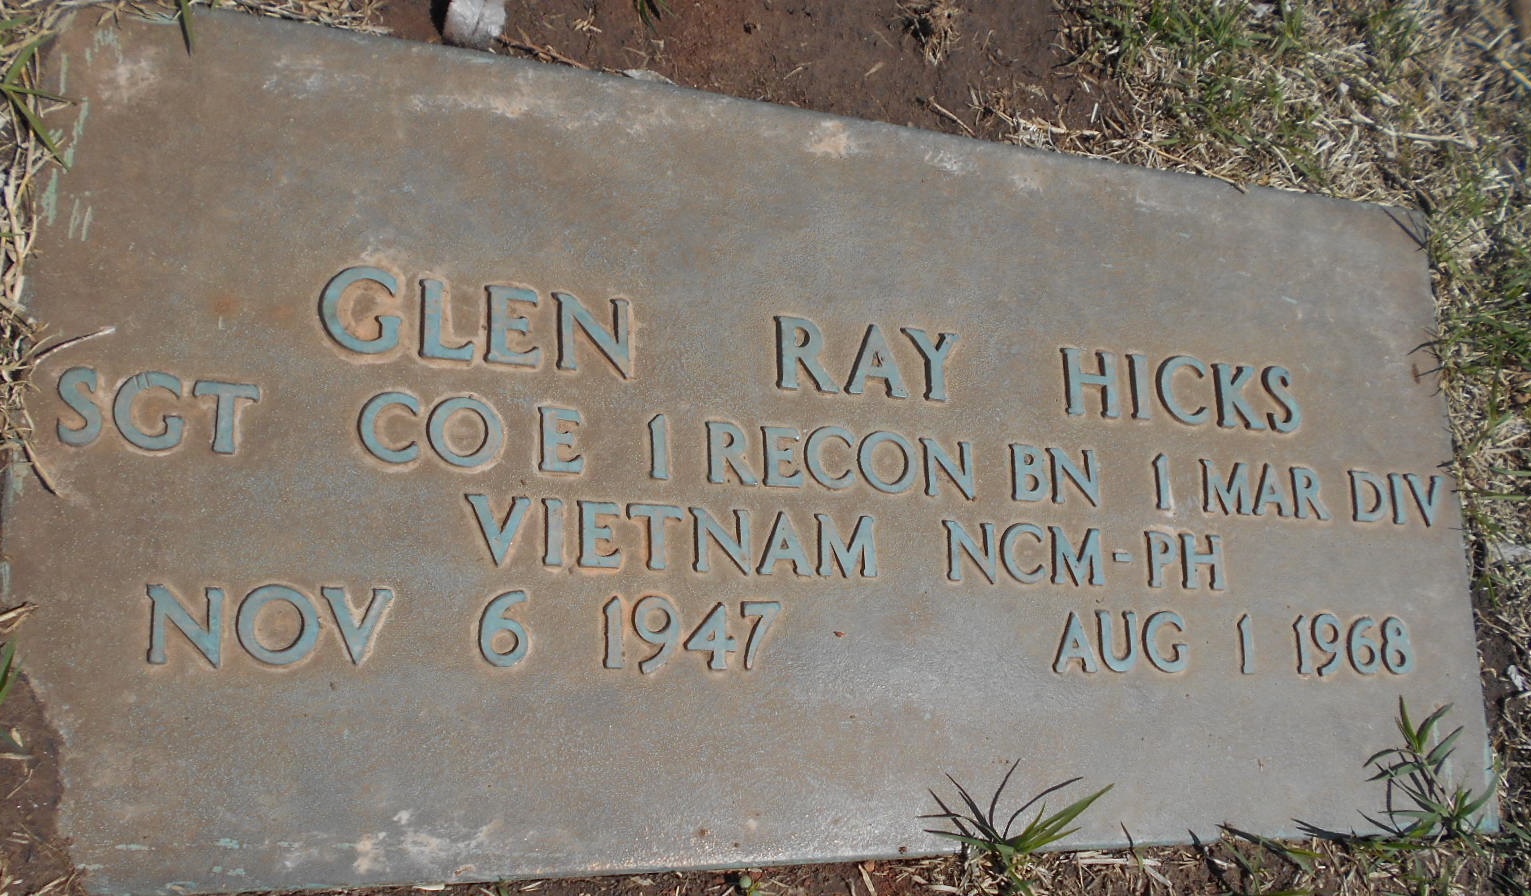 GLEN RAY HICKS
SGT CO E 1 RECON BN 1 MAR DIV
VIETNAM NCM-PH
NOV 6 1947 AUG 1 1968